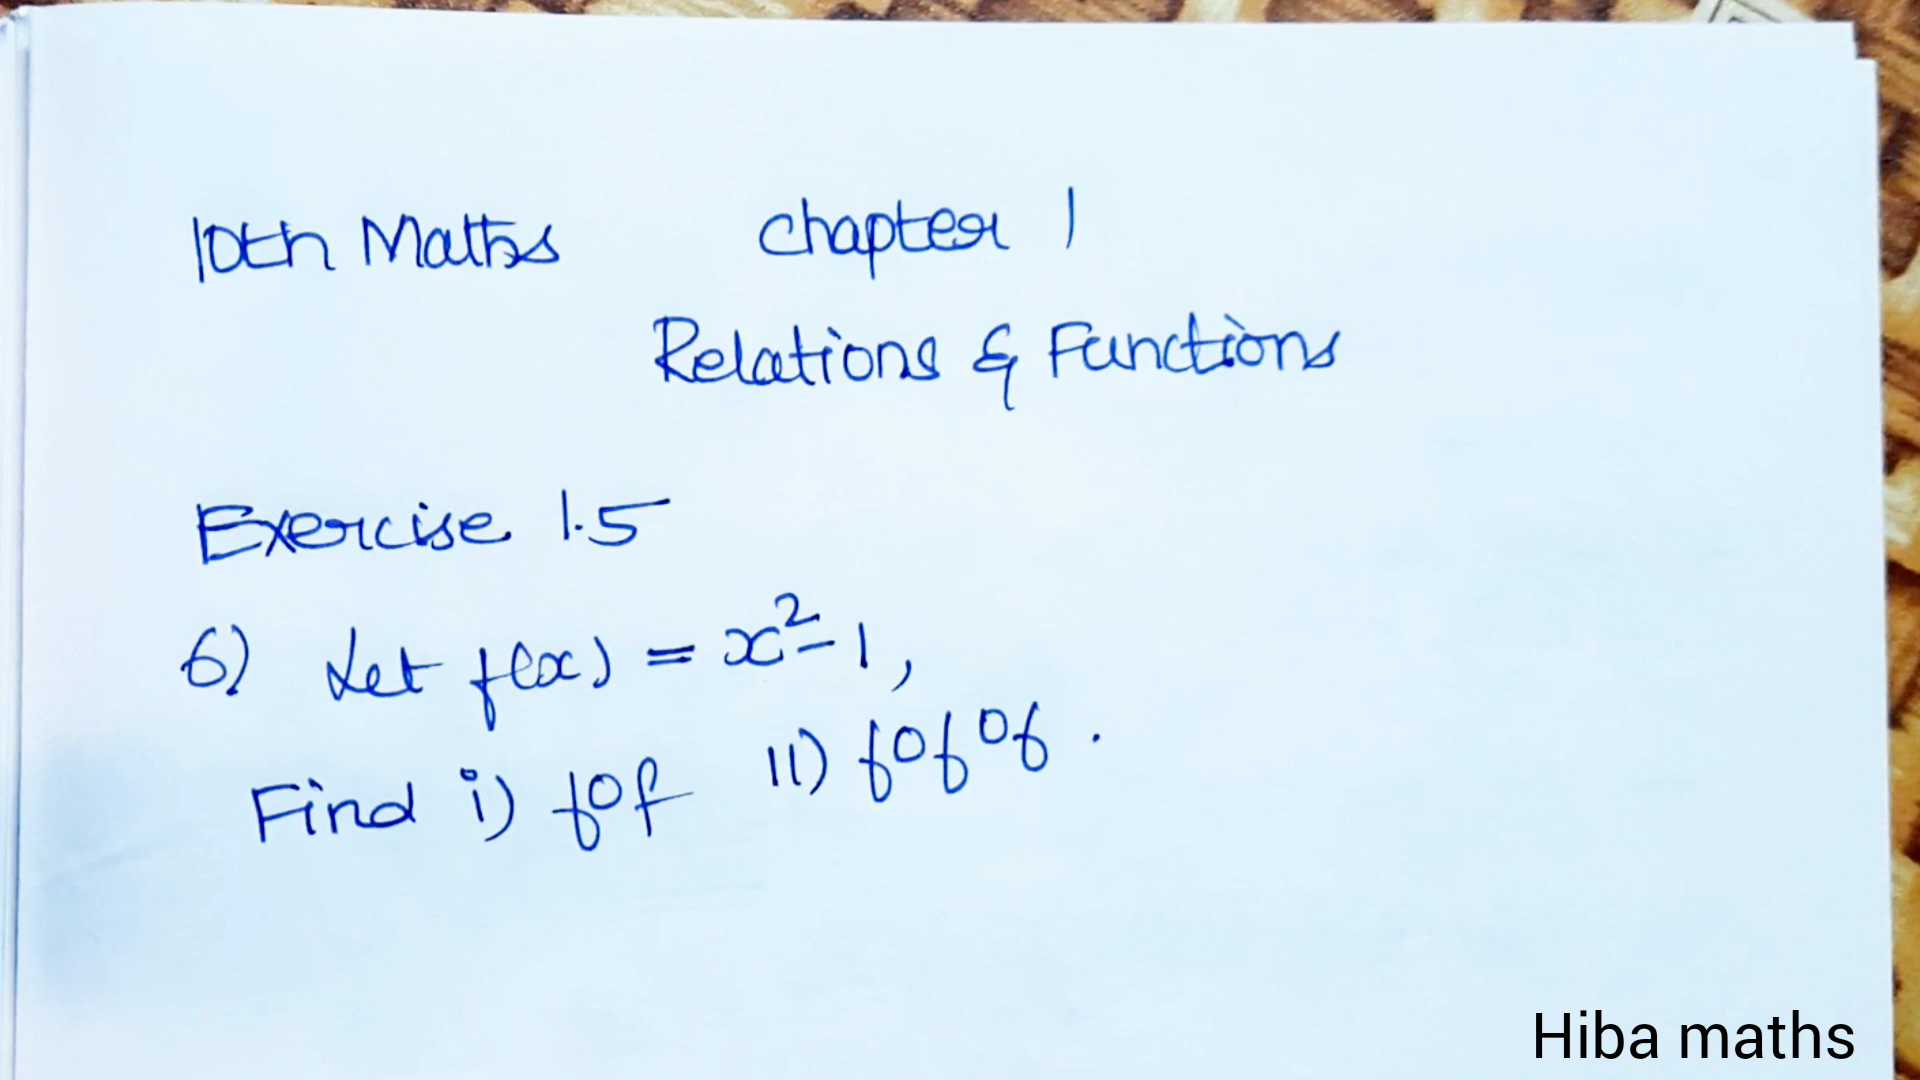 10th Maths chapter 1
Relations & Functions
Exercise 1.5
6) Let f(x) = x²-1,
Find i) fof II) fofof.
Hiba maths